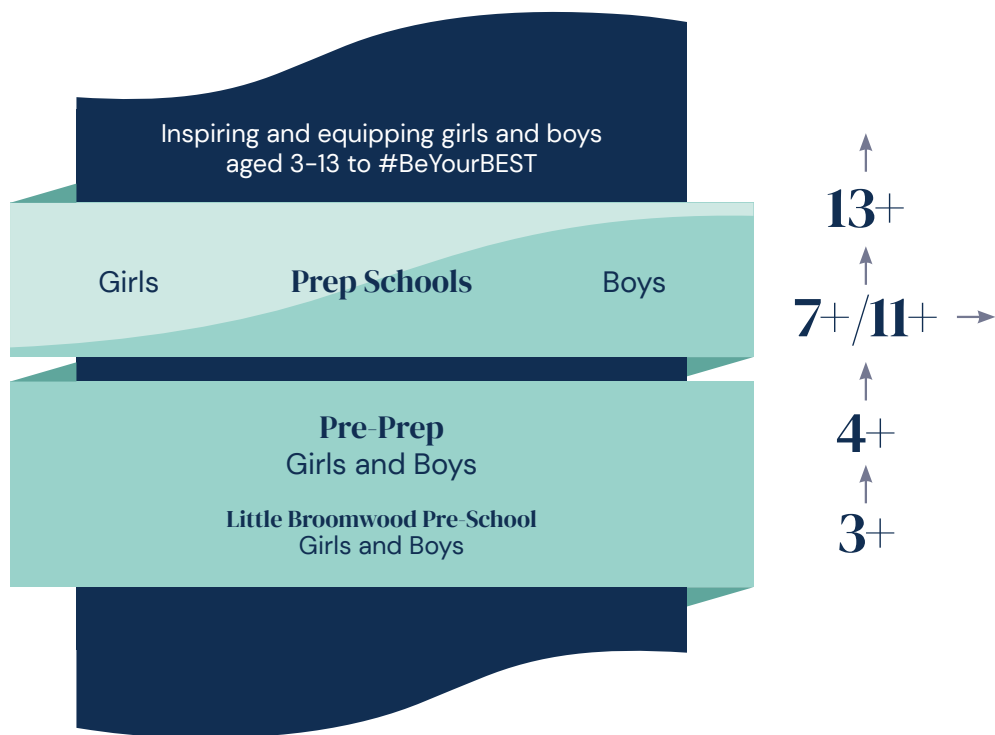 Inspiring and equipping girls and boys
aged 3-13 to #BeYourBEST
Girls
Prep Schools
Boys
Pre-Prep
Girls and Boys
Little Broomwood Pre-School
Girls and Boys
13+
7+/11+
4+
3+